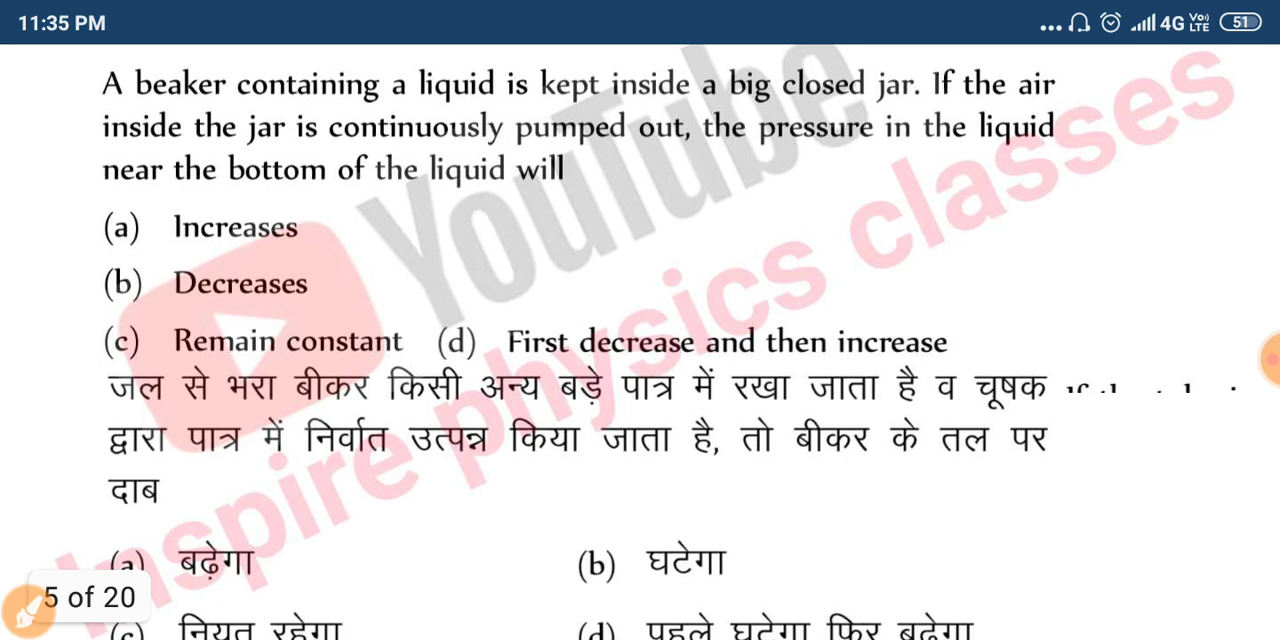 11:35 PM
4G Vo) LTE 51
A beaker containing a liquid is kept inside a big closed jar. If the air
inside the jar is continuously pumped out, the pressure in the liquid
near the bottom of the liquid will
(a) Increases
(b) Decreases
(c) Remain constant (d) First decrease and then increase
जल से भरा बीकर किसी अन्य बड़े पात्र में रखा जाता है व चूषक
द्वारा पात्र में निर्वात उत्पन्न किया जाता है, तो बीकर के तल पर
दाब
(a) बढ़ेगा (b) घटेगा
5 of 20
(c) नियत रहेगा (d) पहले घटेगा फिर बढ़ेगा
YouTube
Inspire physics classes